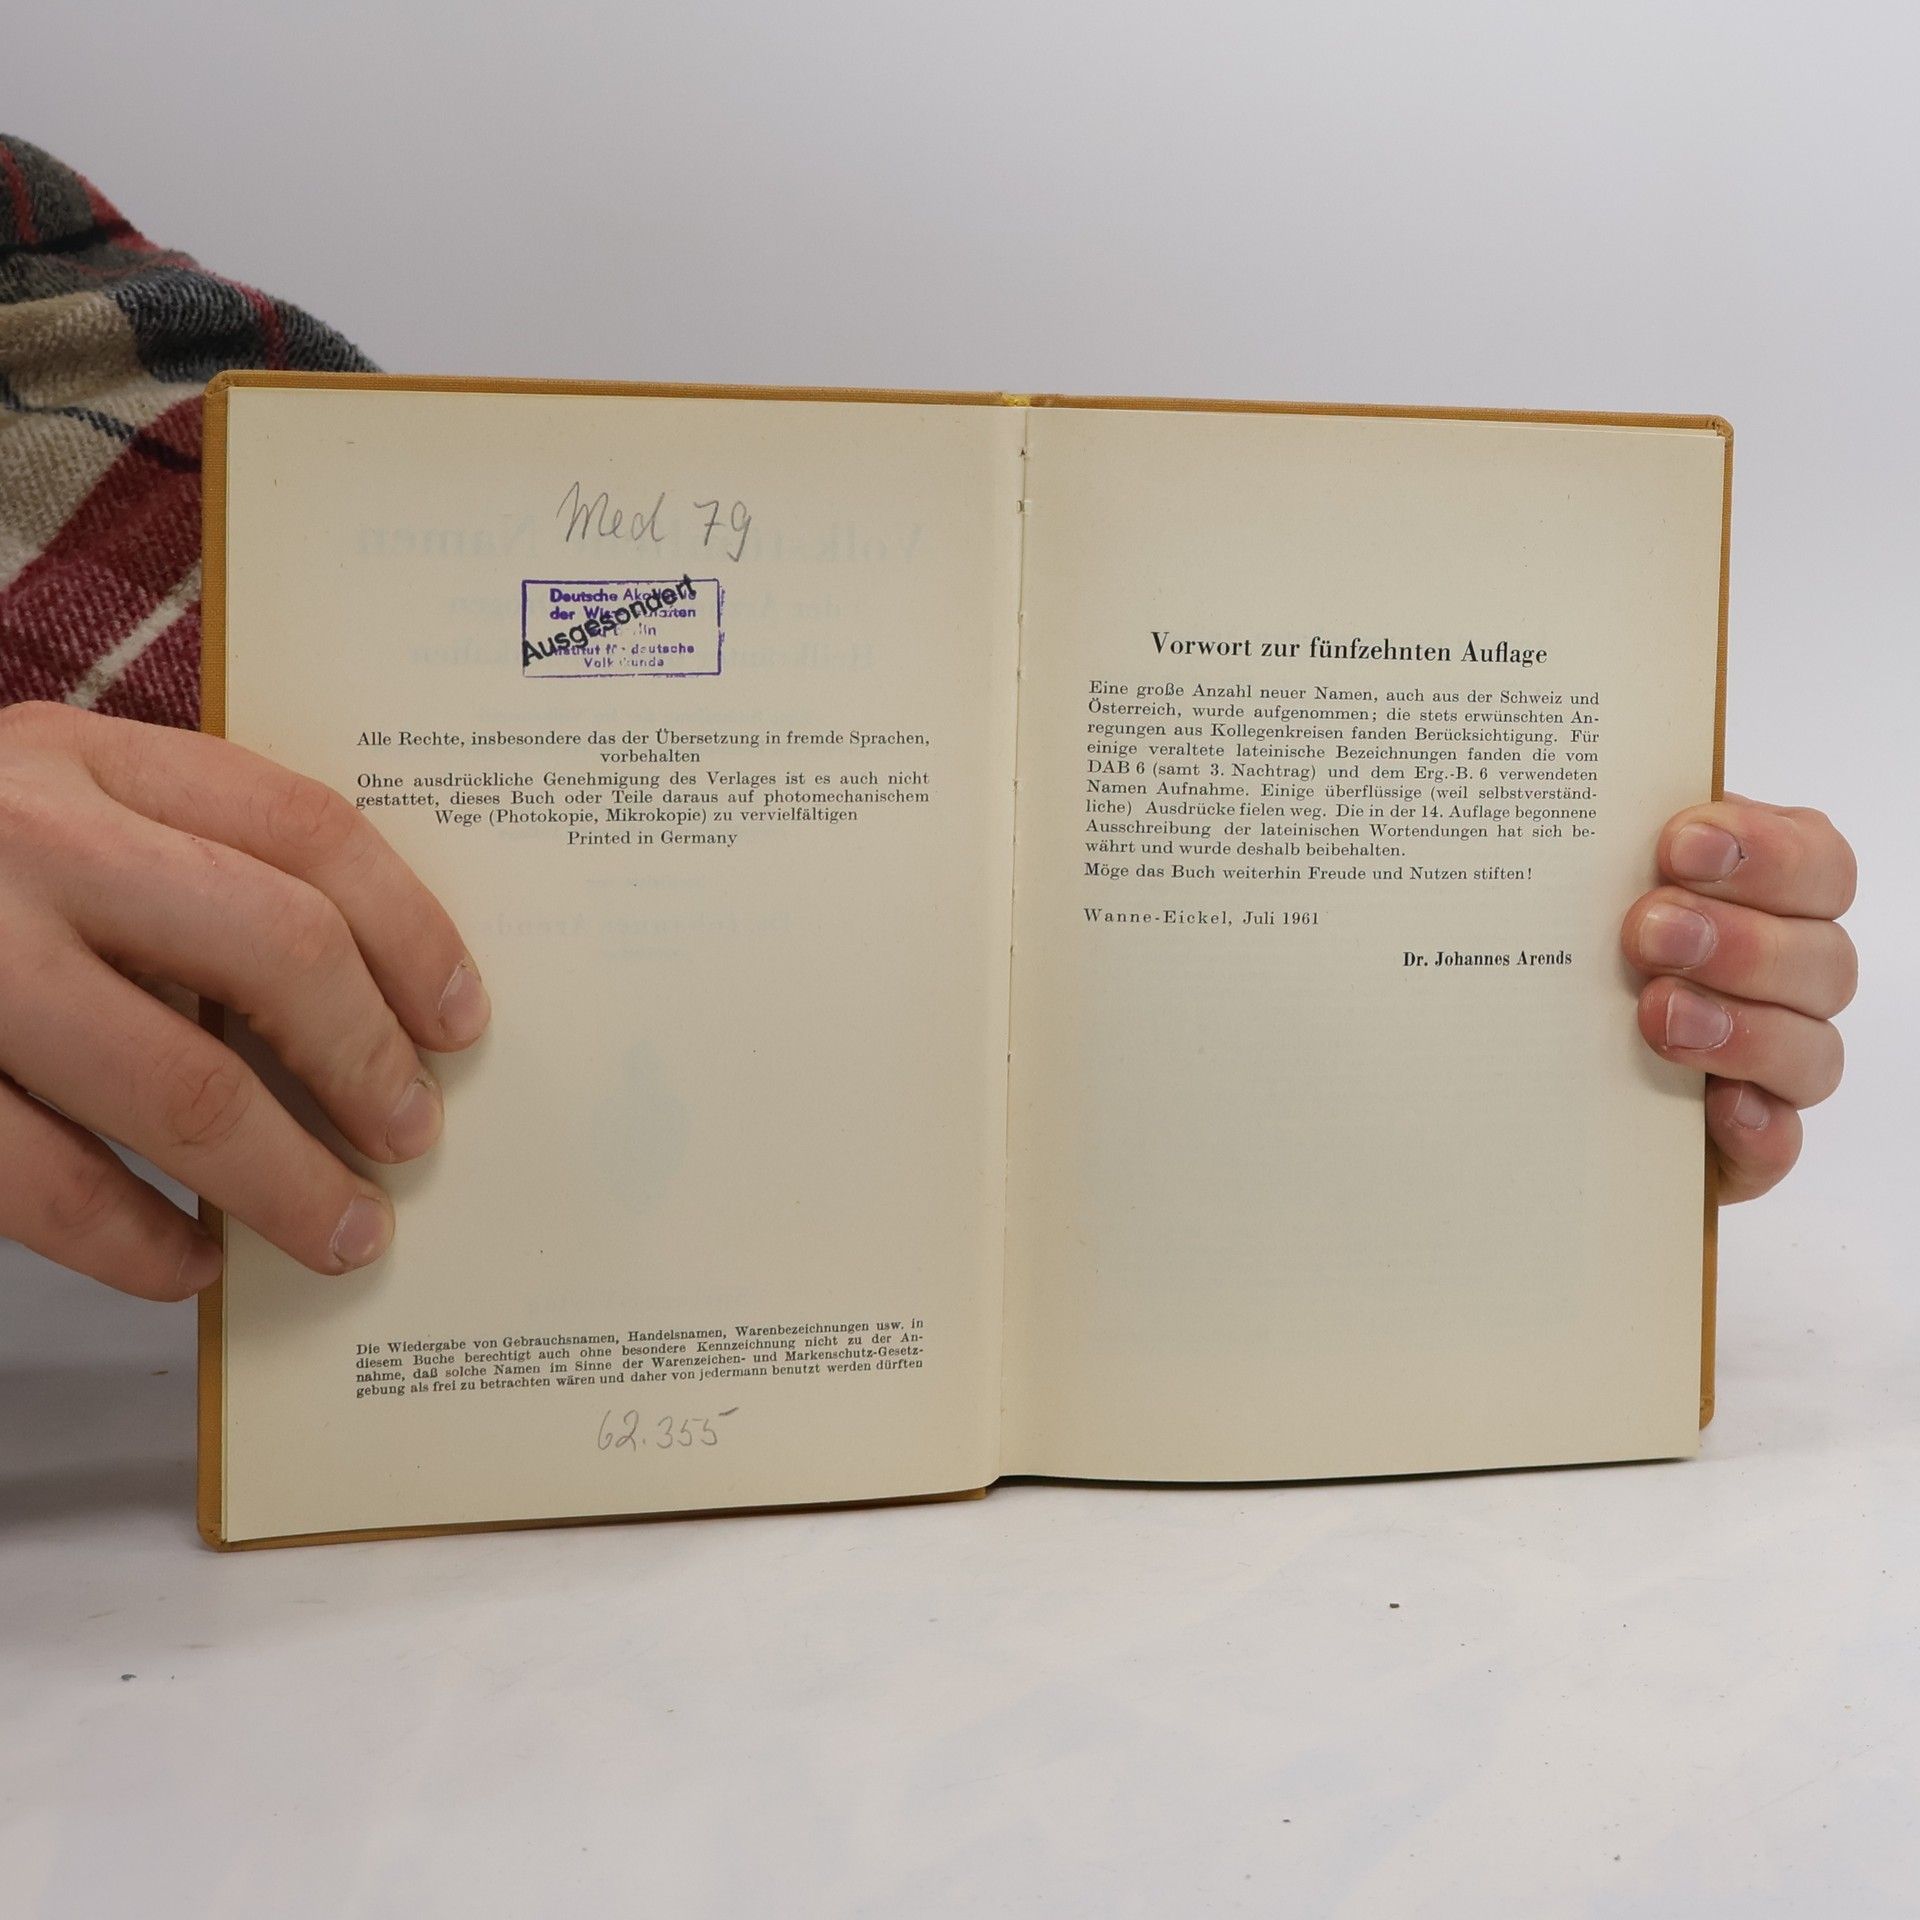 Med 79
Deutsche Akademie
der Wissenschaften
zu Berlin
Institut für deutsche
Volkskunde
Ausgesondert
Alle Rechte, insbesondere das der Übersetzung in fremde Sprachen,
vorbehalten
Ohne ausdrückliche Genehmigung des Verlages ist es auch nicht
gestattet, dieses Buch oder Teile daraus auf photomechanischem
Wege (Photokopie, Mikrokopie) zu vervielfältigen
Printed in Germany
Die Wiedergabe von Gebrauchsnamen, Handelsnamen, Warenbezeichnungen usw. in
diesem Buche berechtigt auch ohne besondere Kennzeichnung nicht zu der An-
nahme, daß solche Namen im Sinne der Warenzeichen- und Markenschutz-Gesetz-
gebung als frei zu betrachten wären und daher von jedermann benutzt werden dürften
62.355
Vorwort zur fünfzehnten Auflage
Eine große Anzahl neuer Namen, auch aus der Schweiz und
Österreich, wurde aufgenommen; die stets erwünschten An-
regungen aus Kollegenkreisen fanden Berücksichtigung. Für
einige veraltete lateinische Bezeichnungen fanden die vom
DAB 6 (samt 3. Nachtrag) und dem Erg.-B. 6 verwendeten
Namen Aufnahme. Einige überflüssige (weil selbstverständ-
liche) Ausdrücke fielen weg. Die in der 14. Auflage begonnene
Ausschreibung der lateinischen Wortendungen hat sich be-
währt und wurde deshalb beibehalten.
Möge das Buch weiterhin Freude und Nutzen stiften!
Wanne-Eickel, Juli 1961
Dr. Johannes Arends